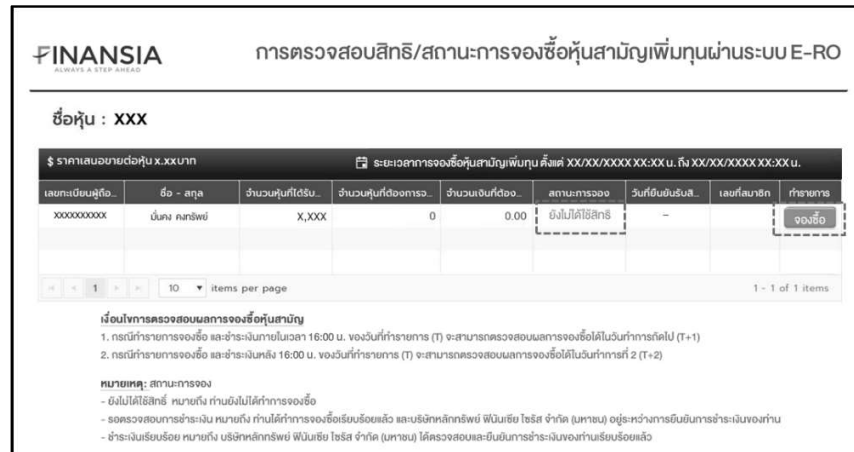 FINANSIA
ALWAYS A STEP AHEAD
การตรวจสอบสิทธิ/สถานะการจองซื้อหุ้นสามัญเพิ่มทุนผ่านระบบ E-RO
ชื่อหุ้น : XXX
$ ราคาเสนอขายต่อหุ้น x.xx บาท ระยะเวลาการจองซื้อหุ้นสามัญเพิ่มทุน ตั้งแต่ XX/XX/XXXX XX:XX น. ถึง XX/XX/XXXX XX:XX น.
เลขทะเบียนผู้ถือ... ชื่อ - สกุล จำนวนหุ้นที่ได้รับ... จำนวนหุ้นที่ต้องการจ... จำนวนเงินที่ต้อง... สถานะการจอง วันที่ยืนยันรับสิ... เลขที่สมาชิก ทำรายการ
XXXXXXXXXX มั่นคง คงทรัพย์ X,XXX 0 0.00 ยังไม่ได้ใช้สิทธิ – จองซื้อ
1 10 items per page 1 - 1 of 1 items
เงื่อนไขการตรวจสอบผลการจองซื้อหุ้นสามัญ
1. กรณีทำรายการจองซื้อ และชำระเงินภายในเวลา 16:00 น. ของวันที่ทำรายการ (T) จะสามารถตรวจสอบผลการจองซื้อได้ในวันทำการถัดไป (T+1)
2. กรณีทำรายการจองซื้อ และชำระเงินหลัง 16:00 น. ของวันที่ทำรายการ (T) จะสามารถตรวจสอบผลการจองซื้อได้ในวันทำการที่ 2 (T+2)
หมายเหตุ: สถานะการจอง
- ยังไม่ได้ใช้สิทธิ์ หมายถึง ท่านยังไม่ได้ทำการจองซื้อ
- รอตรวจสอบการชำระเงิน หมายถึง ท่านได้ทำการจองซื้อเรียบร้อยแล้ว และบริษัทหลักทรัพย์ ฟินันเซีย ไซรัส จำกัด (มหาชน) อยู่ระหว่างการยืนยันการชำระเงินของท่าน
- ชำระเงินเรียบร้อย หมายถึง บริษัทหลักทรัพย์ ฟินันเซีย ไซรัส จำกัด (มหาชน) ได้ตรวจสอบและยืนยันการชำระเงินของท่านเรียบร้อยแล้ว